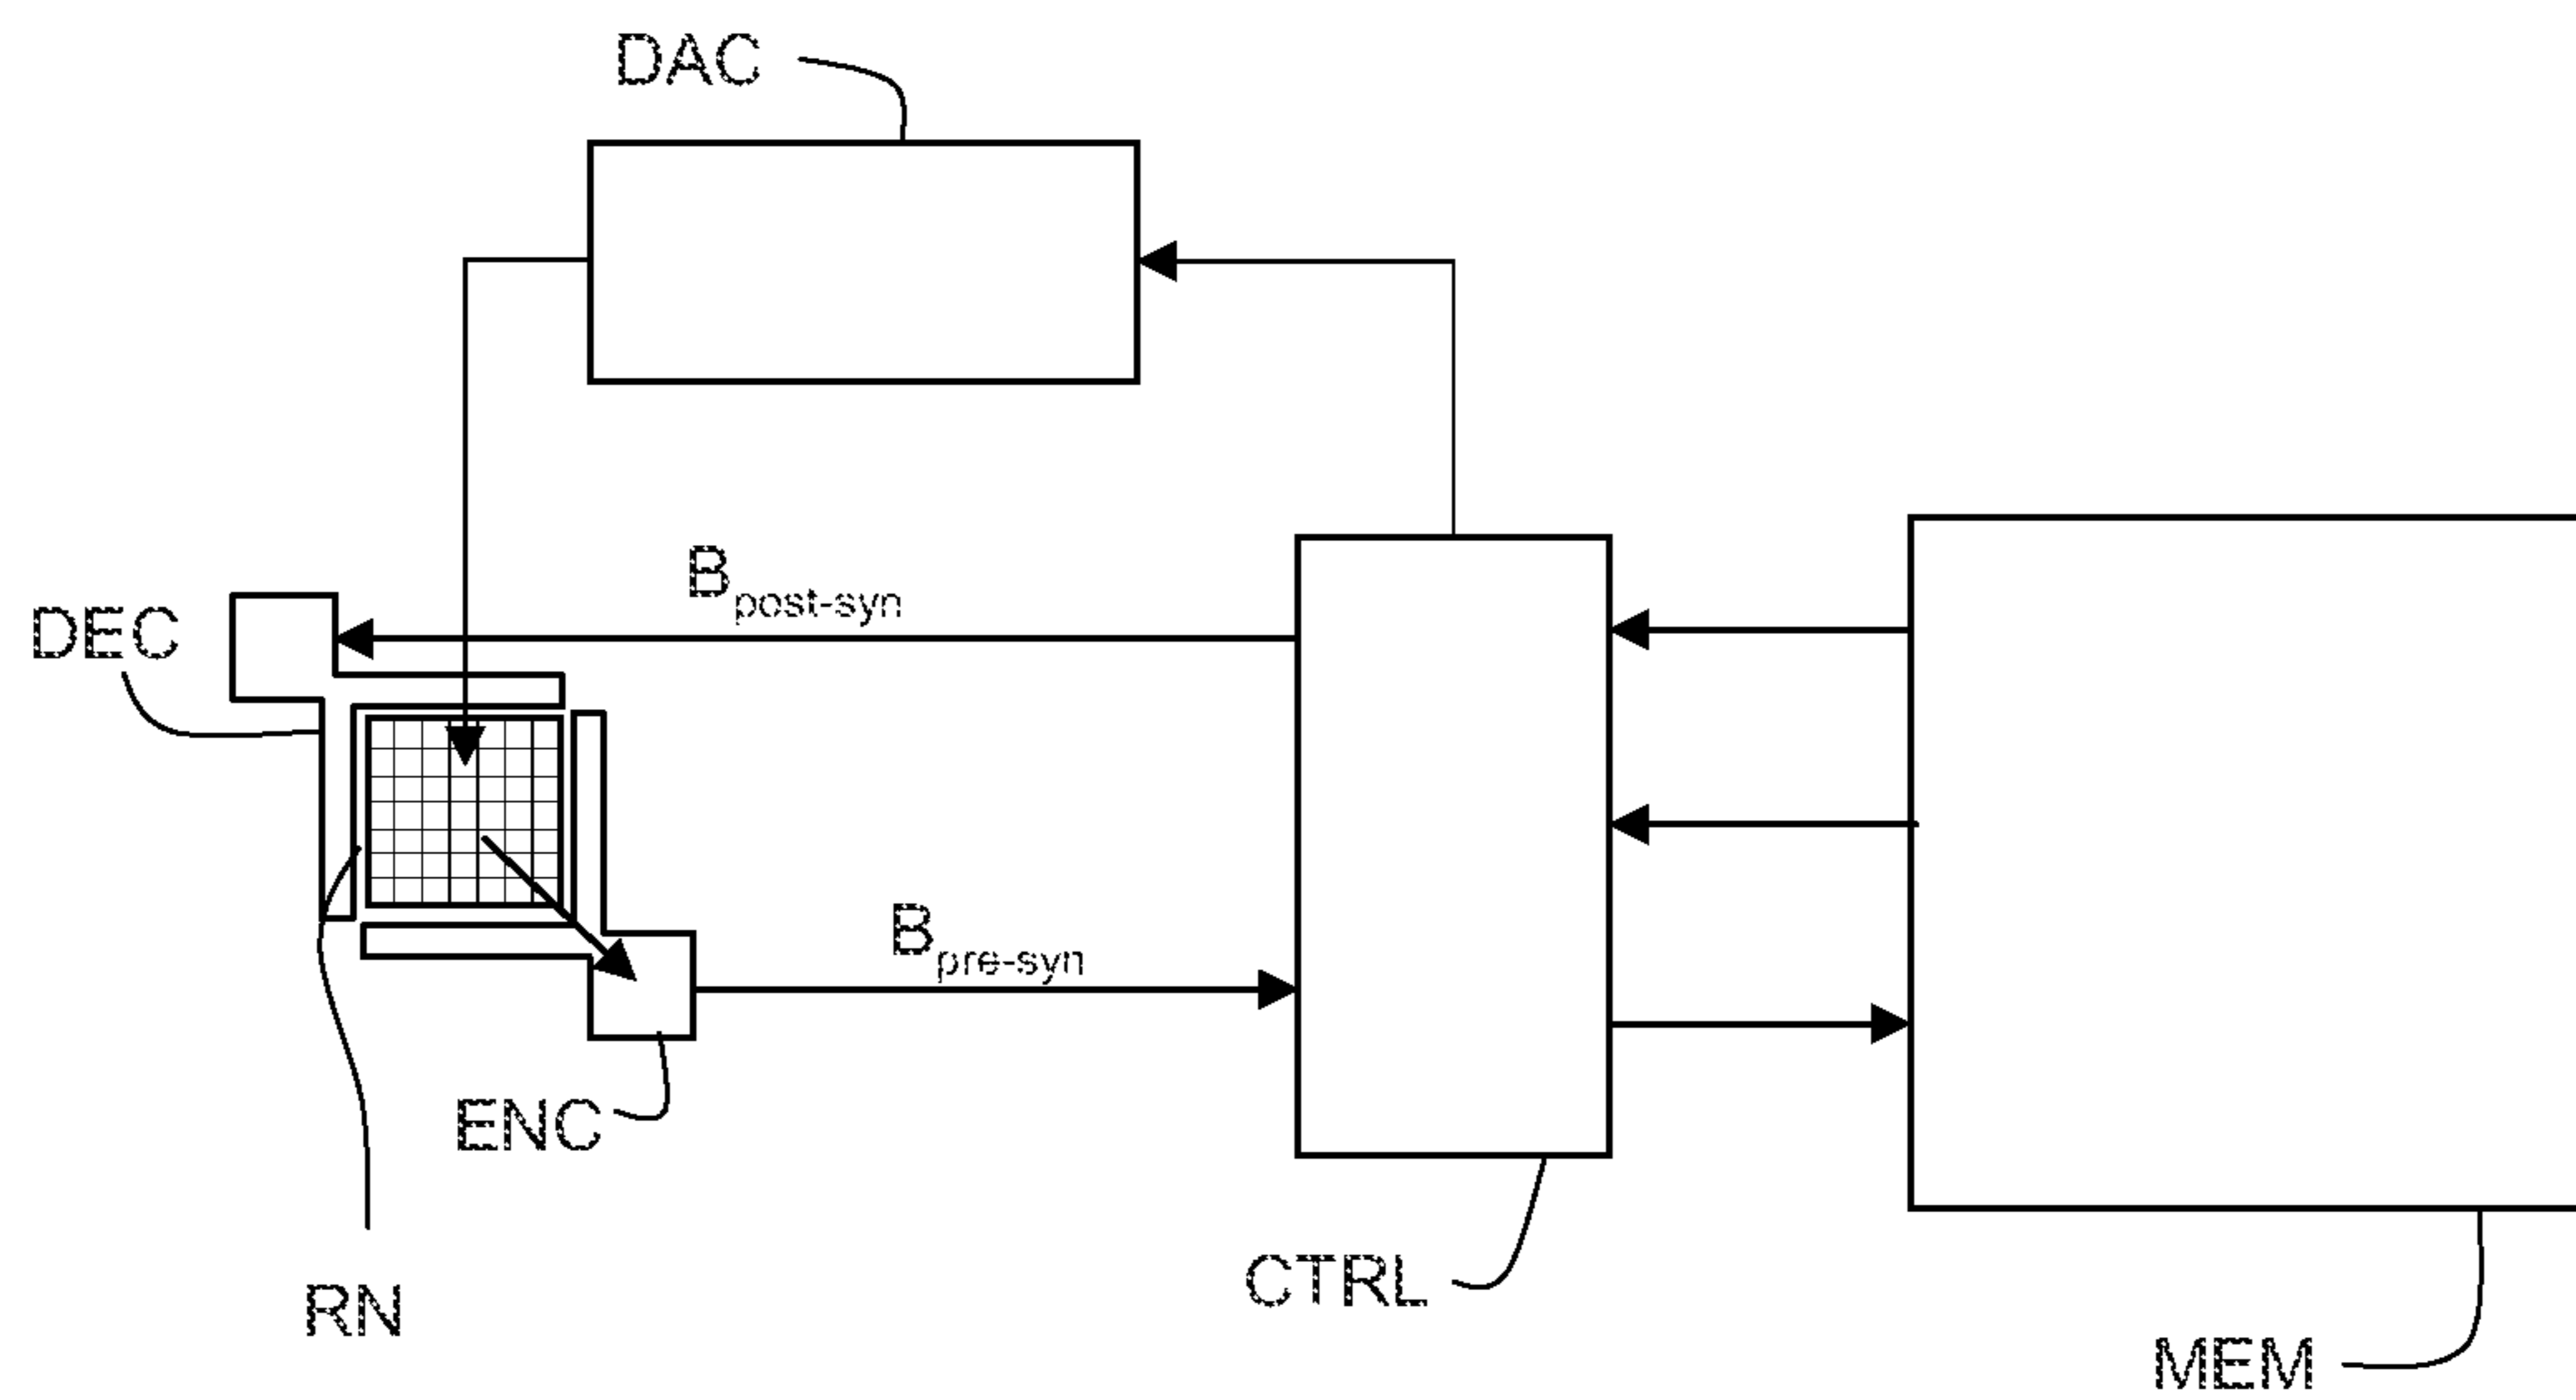 DAC
Bpost-syn
DEC
Bpre-syn
ENC
CTRL
RN
MEM